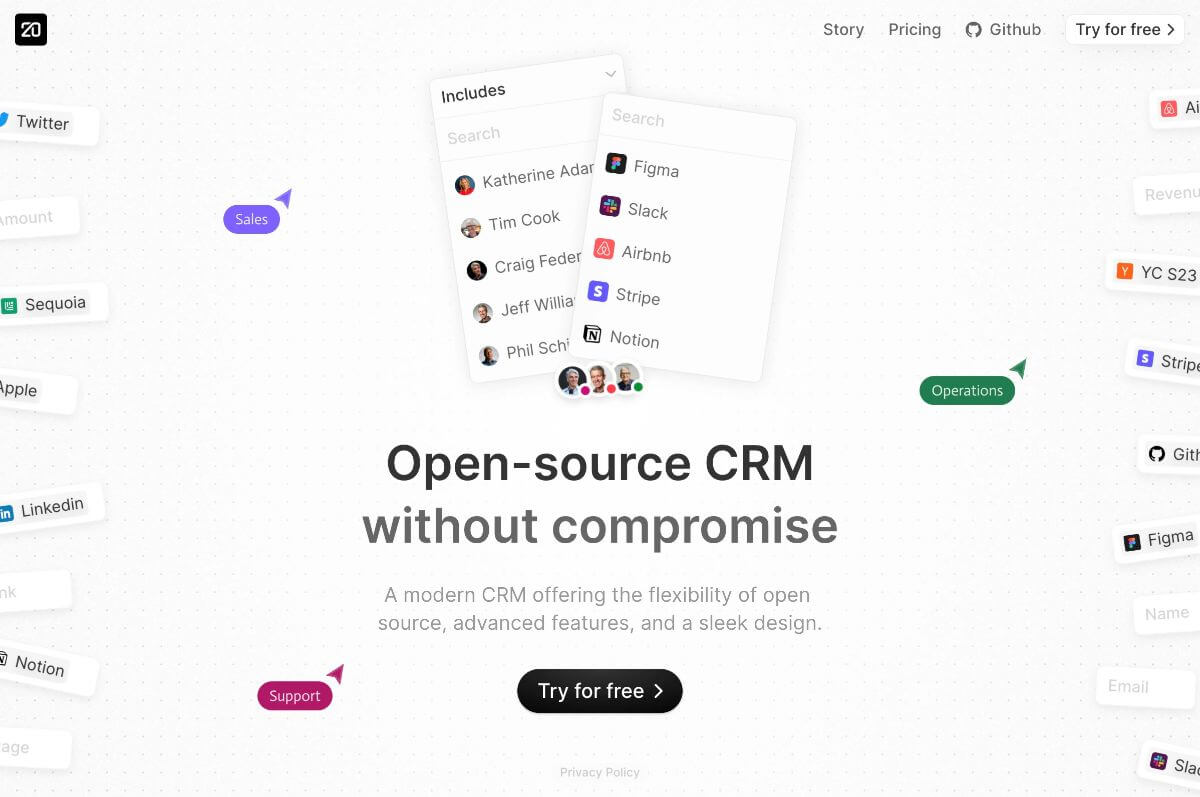 20
Story
Pricing
Github
Try for free
Includes
Search
Katherine Adar
Tim Cook
Craig Feder
Jeff Willia
Phil Schi
Search
Figma
Slack
Airbnb
Stripe
Notion
Twitter
Amount
Sequoia
Apple
Linkedin
nk
Notion
age
Sales
Support
Operations
Ai
Revenu
YC S23
Stripe
Gith
Figma
Name
Email
Slac
Open-source CRM
without compromise
A modern CRM offering the flexibility of open
source, advanced features, and a sleek design.
Try for free
Privacy Policy